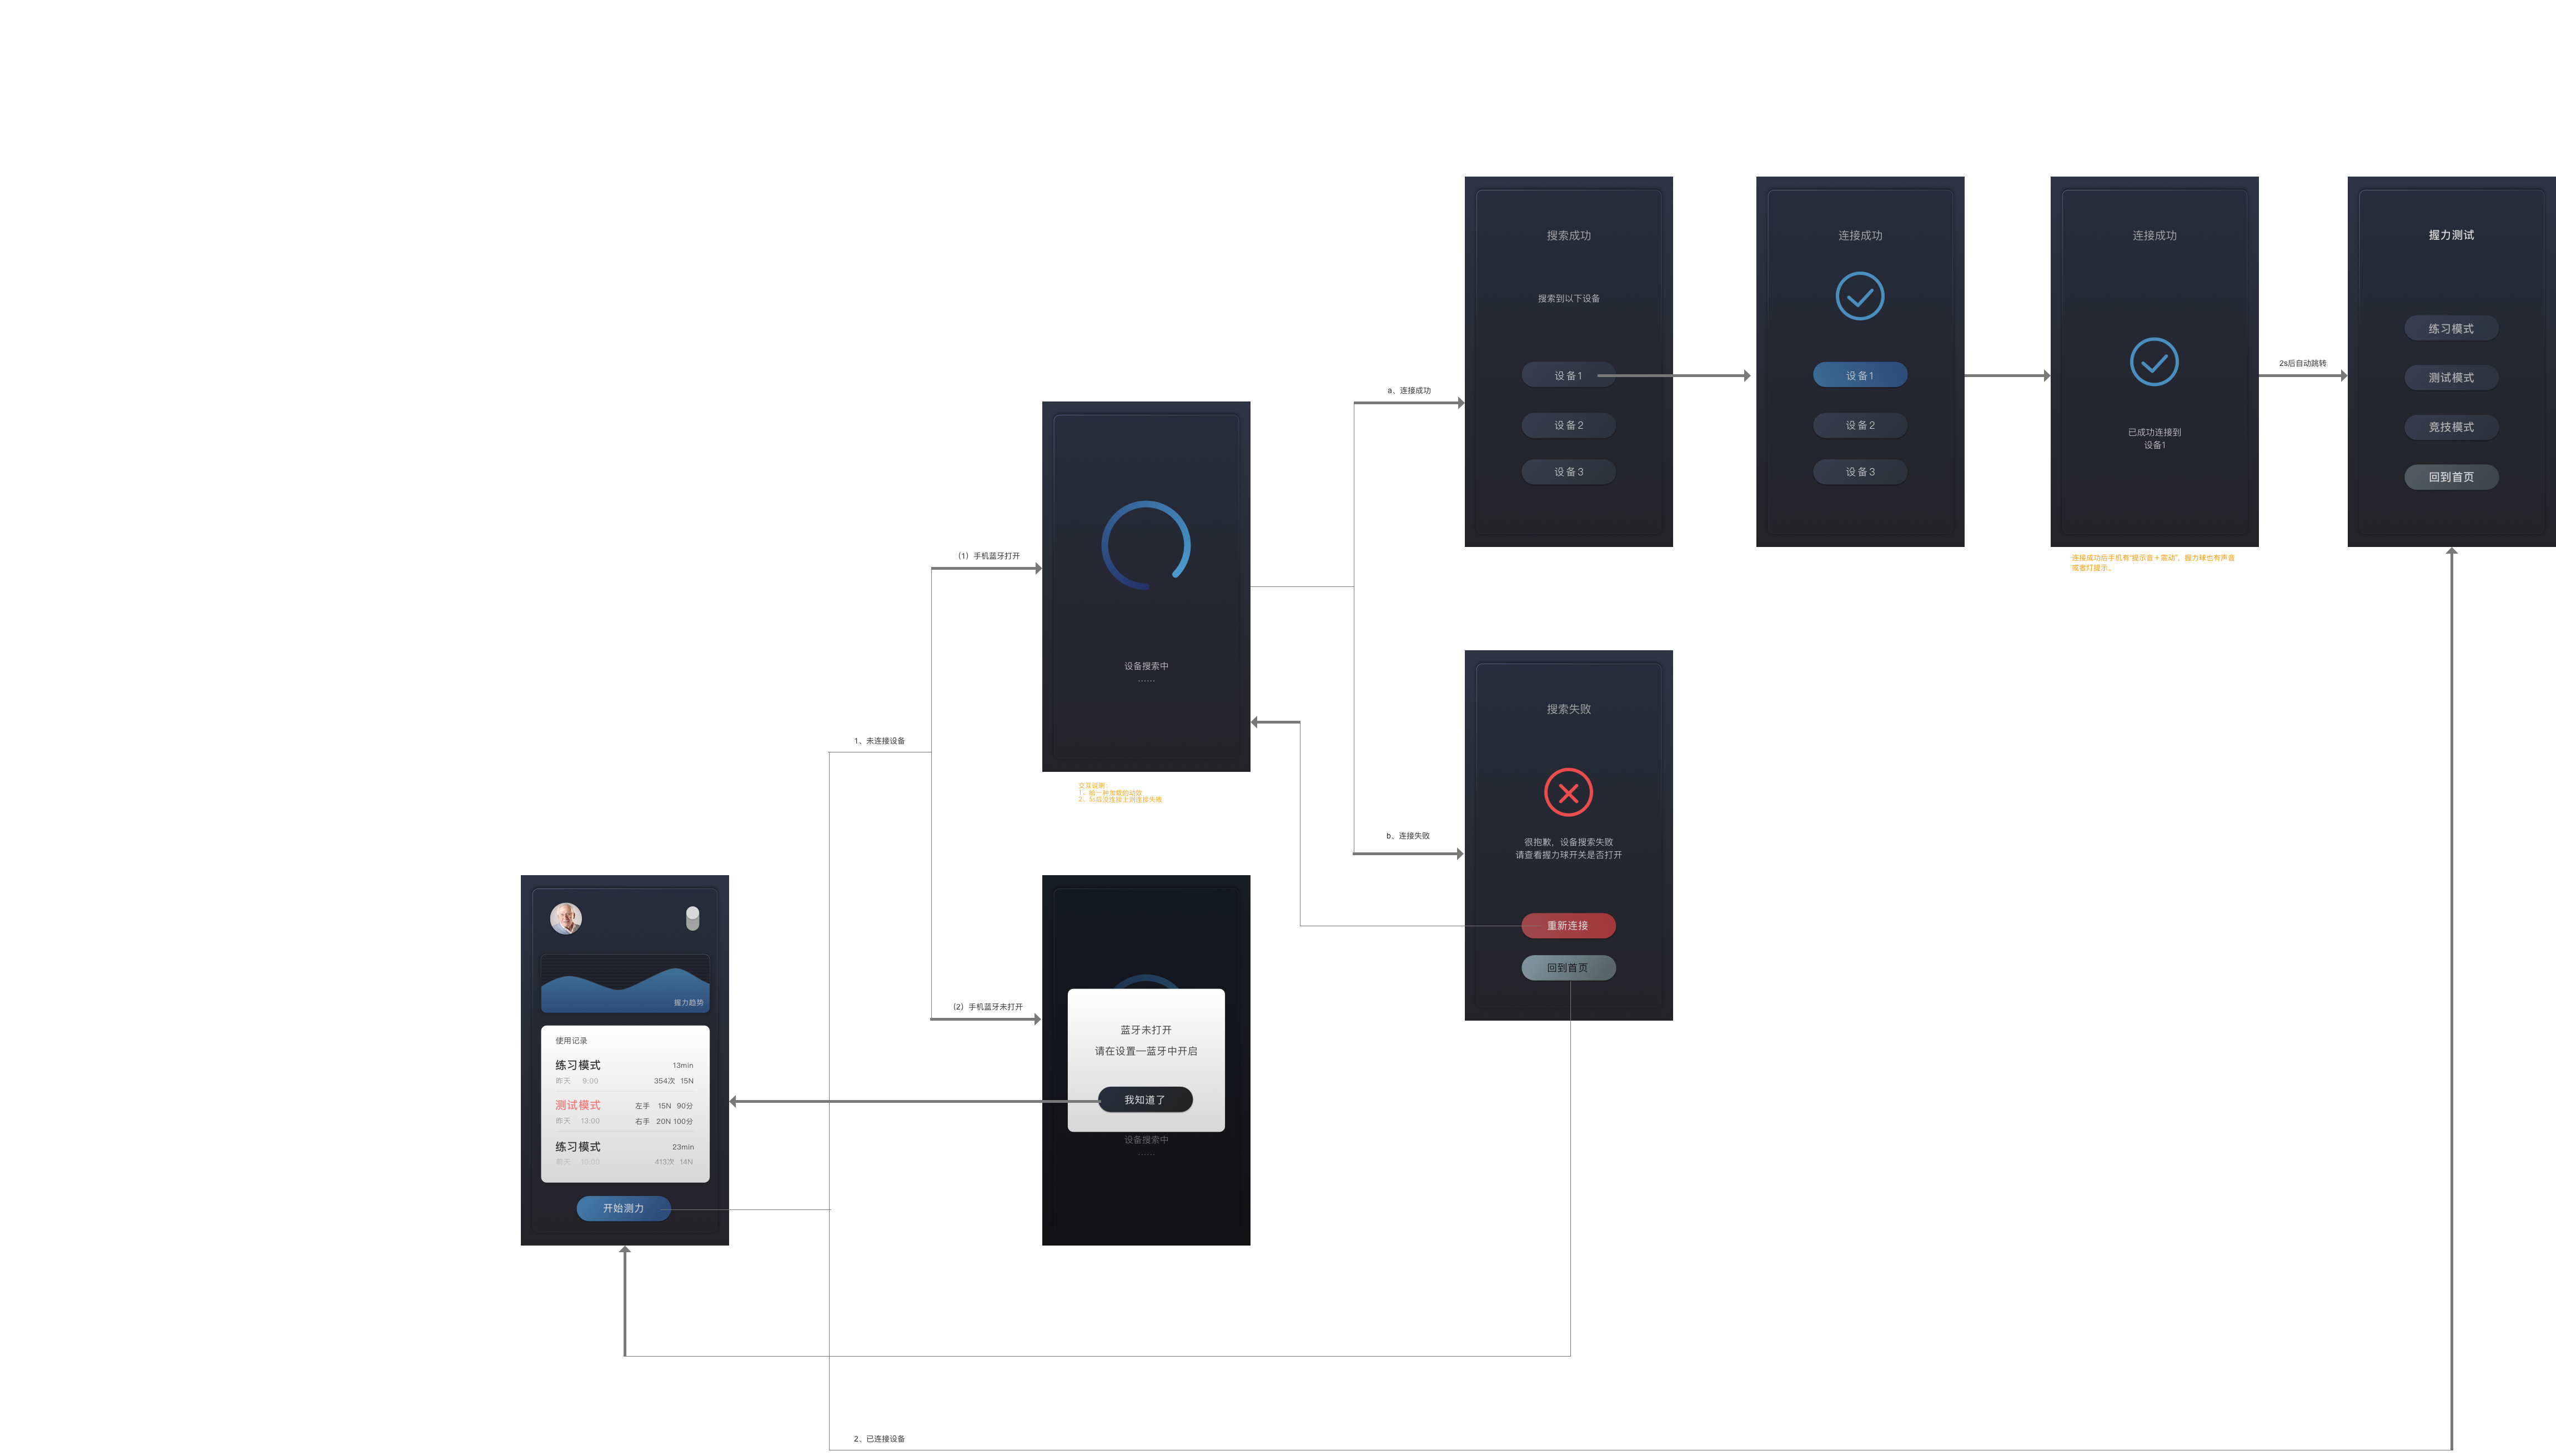 搜索成功
搜索到以下设备
设备1
设备2
设备3
连接成功
设备1
设备2
设备3
连接成功
已成功连接到
设备1
连接成功后手机有“提示音+震动”，握力球也有声音
或者灯提示。
2s后自动跳转
握力测试
练习模式
测试模式
竞技模式
回到首页
a、连接成功
(1) 手机蓝牙打开
设备搜索中
......
交互说明：
1、做一种加载的动效
2、5s后没连接上则连接失败
1、未连接设备
b、连接失败
搜索失败
很抱歉，设备搜索失败
请查看握力球开关是否打开
重新连接
回到首页
(2) 手机蓝牙未打开
蓝牙未打开
请在设置—蓝牙中开启
我知道了
设备搜索中
......
握力趋势
使用记录
练习模式 13min
昨天 9:00 354次 15N
测试模式 左手 15N 90分
昨天 13:00 右手 20N 100分
练习模式 23min
前天 10:00 413次 14N
开始测力
2、已连接设备